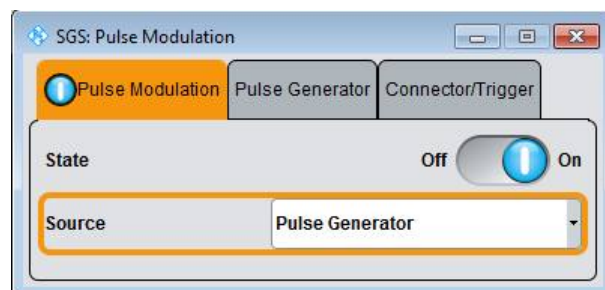 SGS: Pulse Modulation
Pulse Modulation Pulse Generator Connector/Trigger
State Off On
Source Pulse Generator